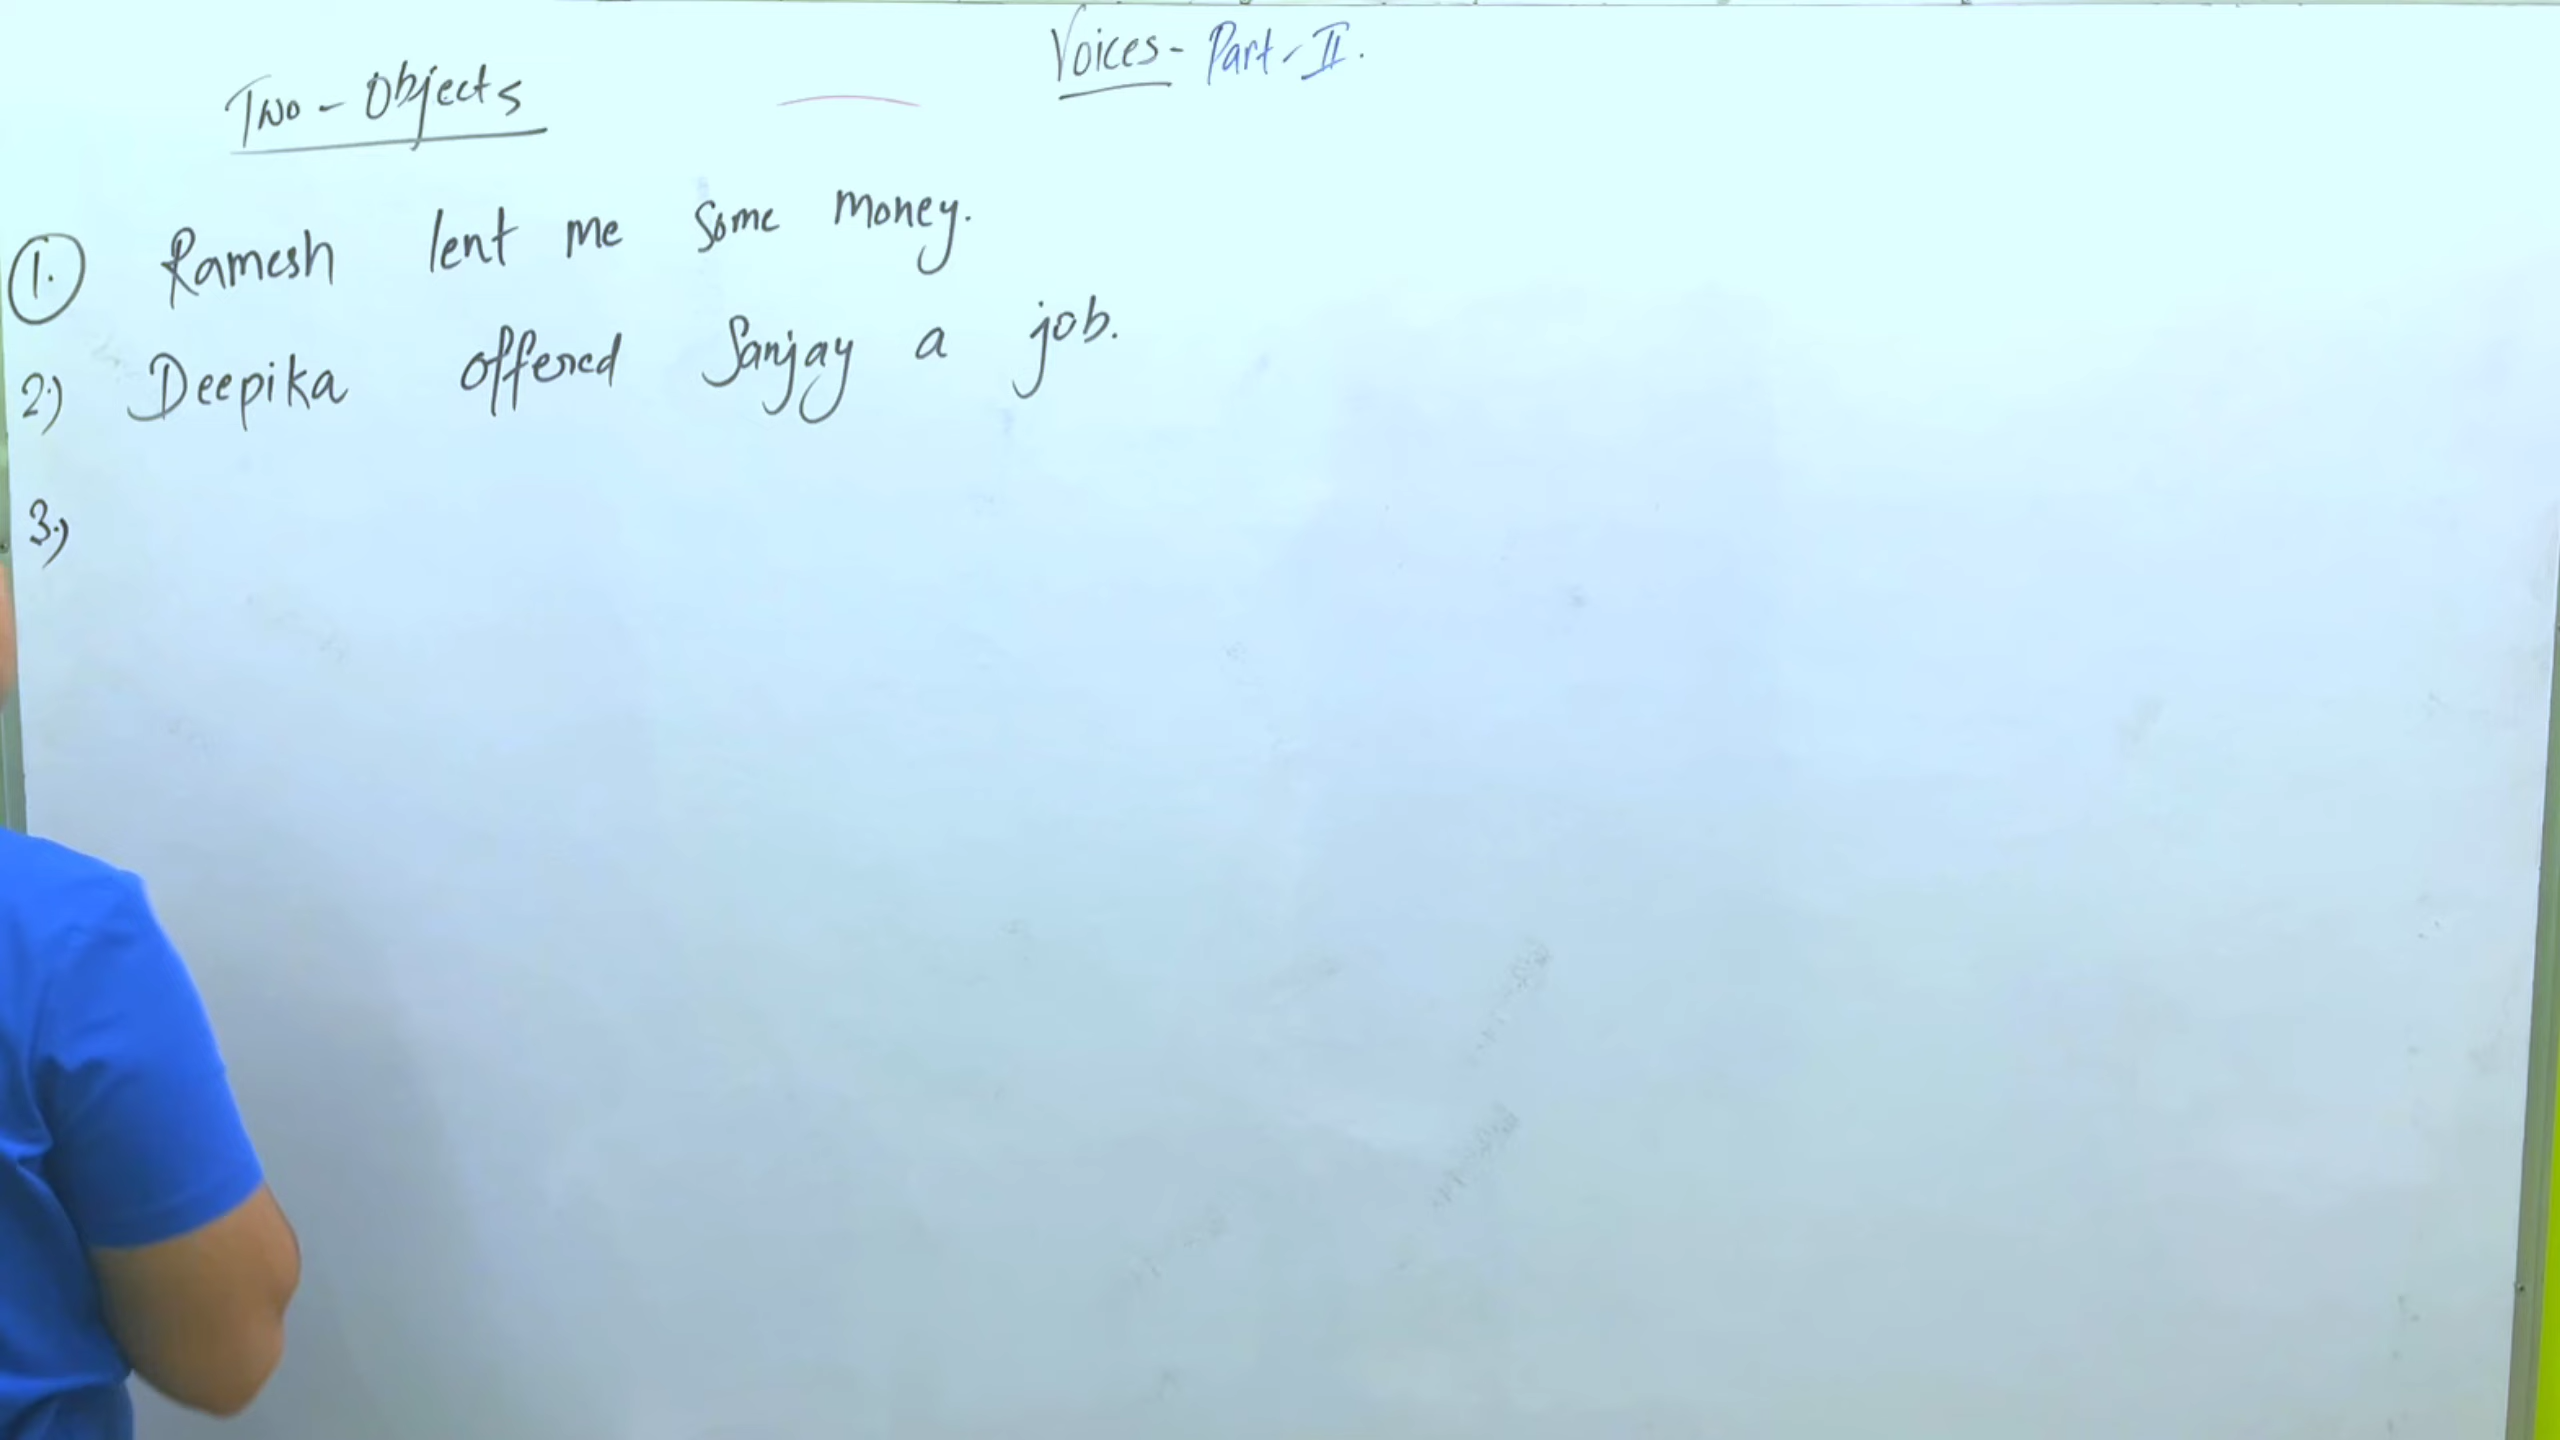 Voices - Part - II.
Two - Objects
1. Ramesh lent me some money.
2.) Deepika offered Sanjay a job.
3.)